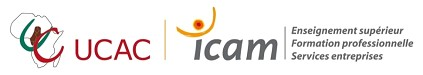 UCAC
icam
Enseignement supérieur
Formation professionnelle
Services entreprises